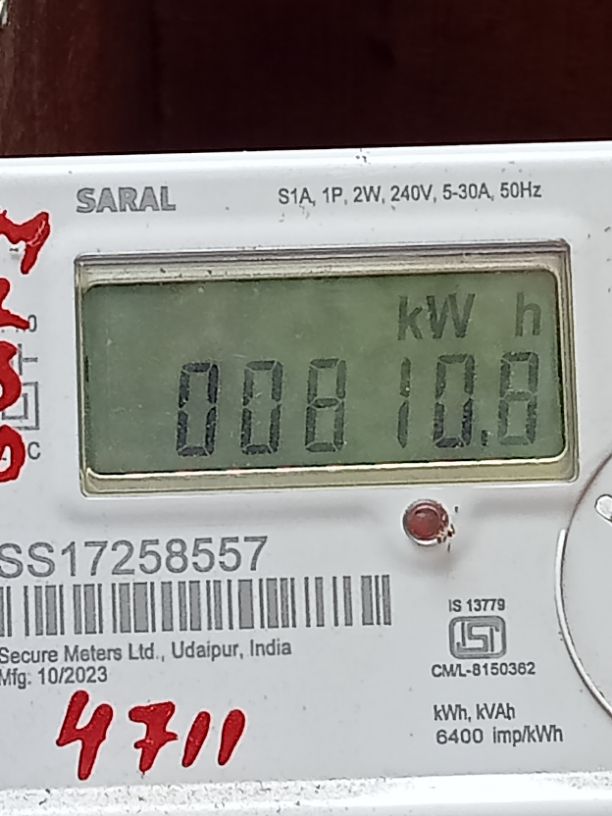 SARAL
S1A, 1P, 2W, 240V, 5-30A, 50Hz
kW h
00810.8
SS17258557
Secure Meters Ltd., Udaipur, India
Mfg: 10/2023
IS 13779
ISI
CM/L-8150362
kWh, kVAh
6400 imp/kWh
4711